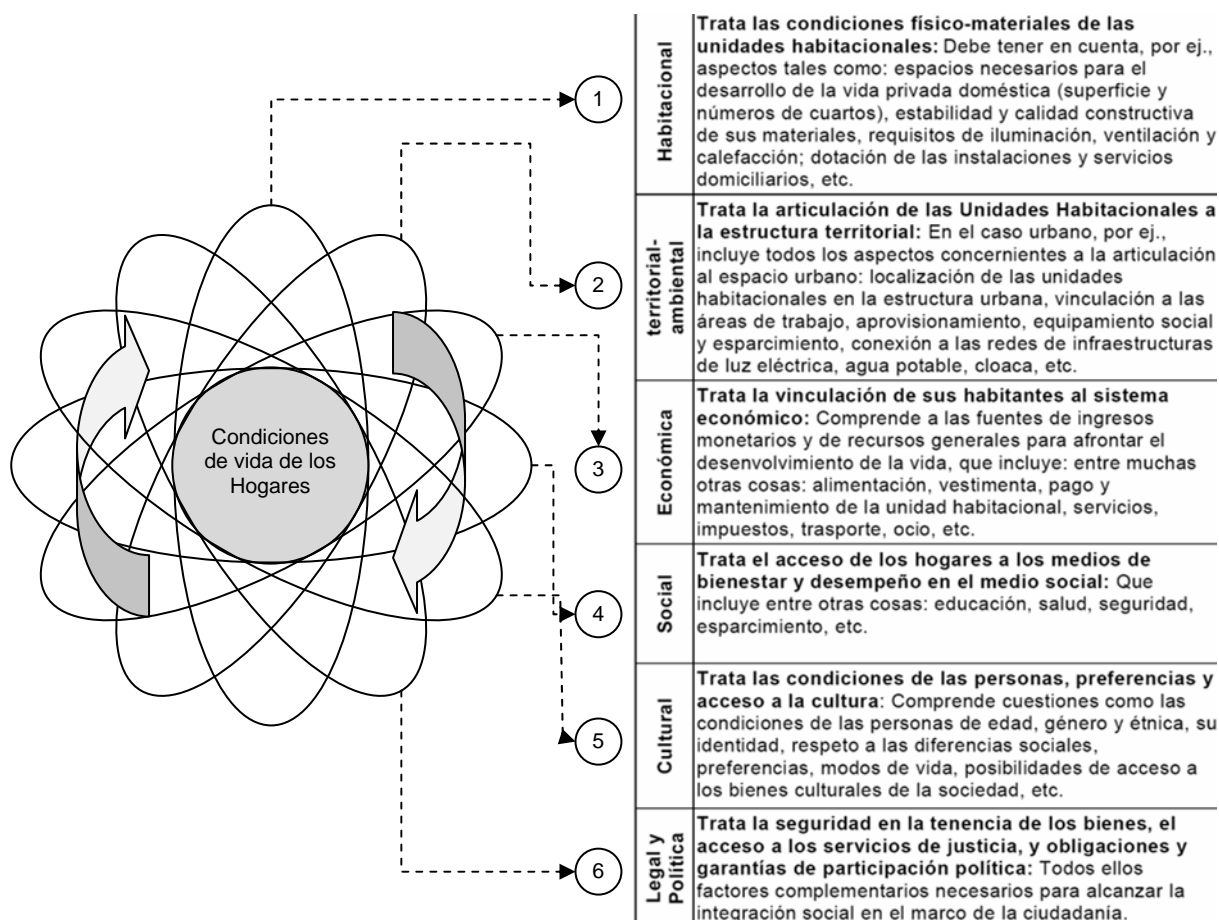 Condiciones
de vida de los
Hogares
1
2
3
4
5
6
Habitacional
Trata las condiciones físico-materiales de las
unidades habitacionales: Debe tener en cuenta, por ej.,
aspectos tales como: espacios necesarios para el
desarrollo de la vida privada doméstica (superficie y
números de cuartos), estabilidad y calidad constructiva
de sus materiales, requisitos de iluminación, ventilación y
calefacción; dotación de las instalaciones y servicios
domiciliarios, etc.
territorial-
ambiental
Trata la articulación de las Unidades Habitacionales a
la estructura territorial: En el caso urbano, por ej.,
incluye todos los aspectos concernientes a la articulación
al espacio urbano: localización de las unidades
habitacionales en la estructura urbana, vinculación a las
áreas de trabajo, aprovisionamiento, equipamiento social
y esparcimiento, conexión a las redes de infraestructuras
de luz eléctrica, agua potable, cloaca, etc.
Económica
Trata la vinculación de sus habitantes al sistema
económico: Comprende a las fuentes de ingresos
monetarios y de recursos generales para afrontar el
desenvolvimiento de la vida, que incluye: entre muchas
otras cosas: alimentación, vestimenta, pago y
mantenimiento de la unidad habitacional, servicios,
impuestos, trasporte, ocio, etc.
Social
Trata el acceso de los hogares a los medios de
bienestar y desempeño en el medio social: Que
incluye entre otras cosas: educación, salud, seguridad,
esparcimiento, etc.
Cultural
Trata las condiciones de las personas, preferencias y
acceso a la cultura: Comprende cuestiones como las
condiciones de las personas de edad, género y étnica, su
identidad, respeto a las diferencias sociales,
preferencias, modos de vida, posibilidades de acceso a
los bienes culturales de la sociedad, etc.
Legal y
Política
Trata la seguridad en la tenencia de los bienes, el
acceso a los servicios de justicia, y obligaciones y
garantías de participación política: Todos ellos
factores complementarios necesarios para alcanzar la
integración social en el marco de la ciudadanía.